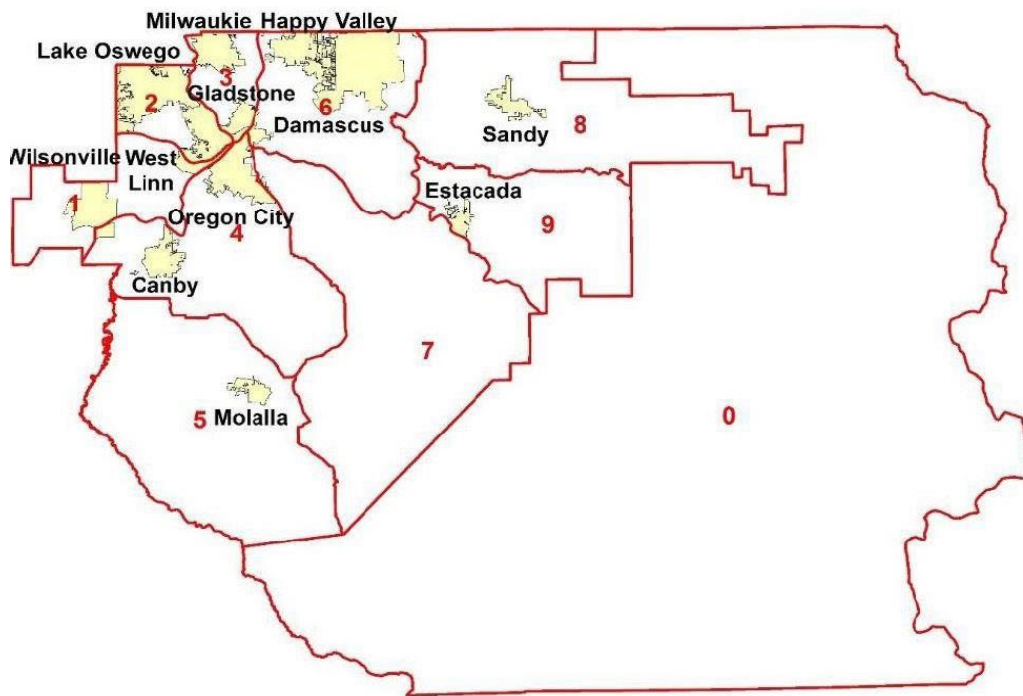 Milwaukie Happy Valley
Lake Oswego
3
2
Gladstone
6
Damascus
Sandy
8
Wilsonville West
Linn
Estacada
1
Oregon City
4
9
Canby
7
5
Molalla
0